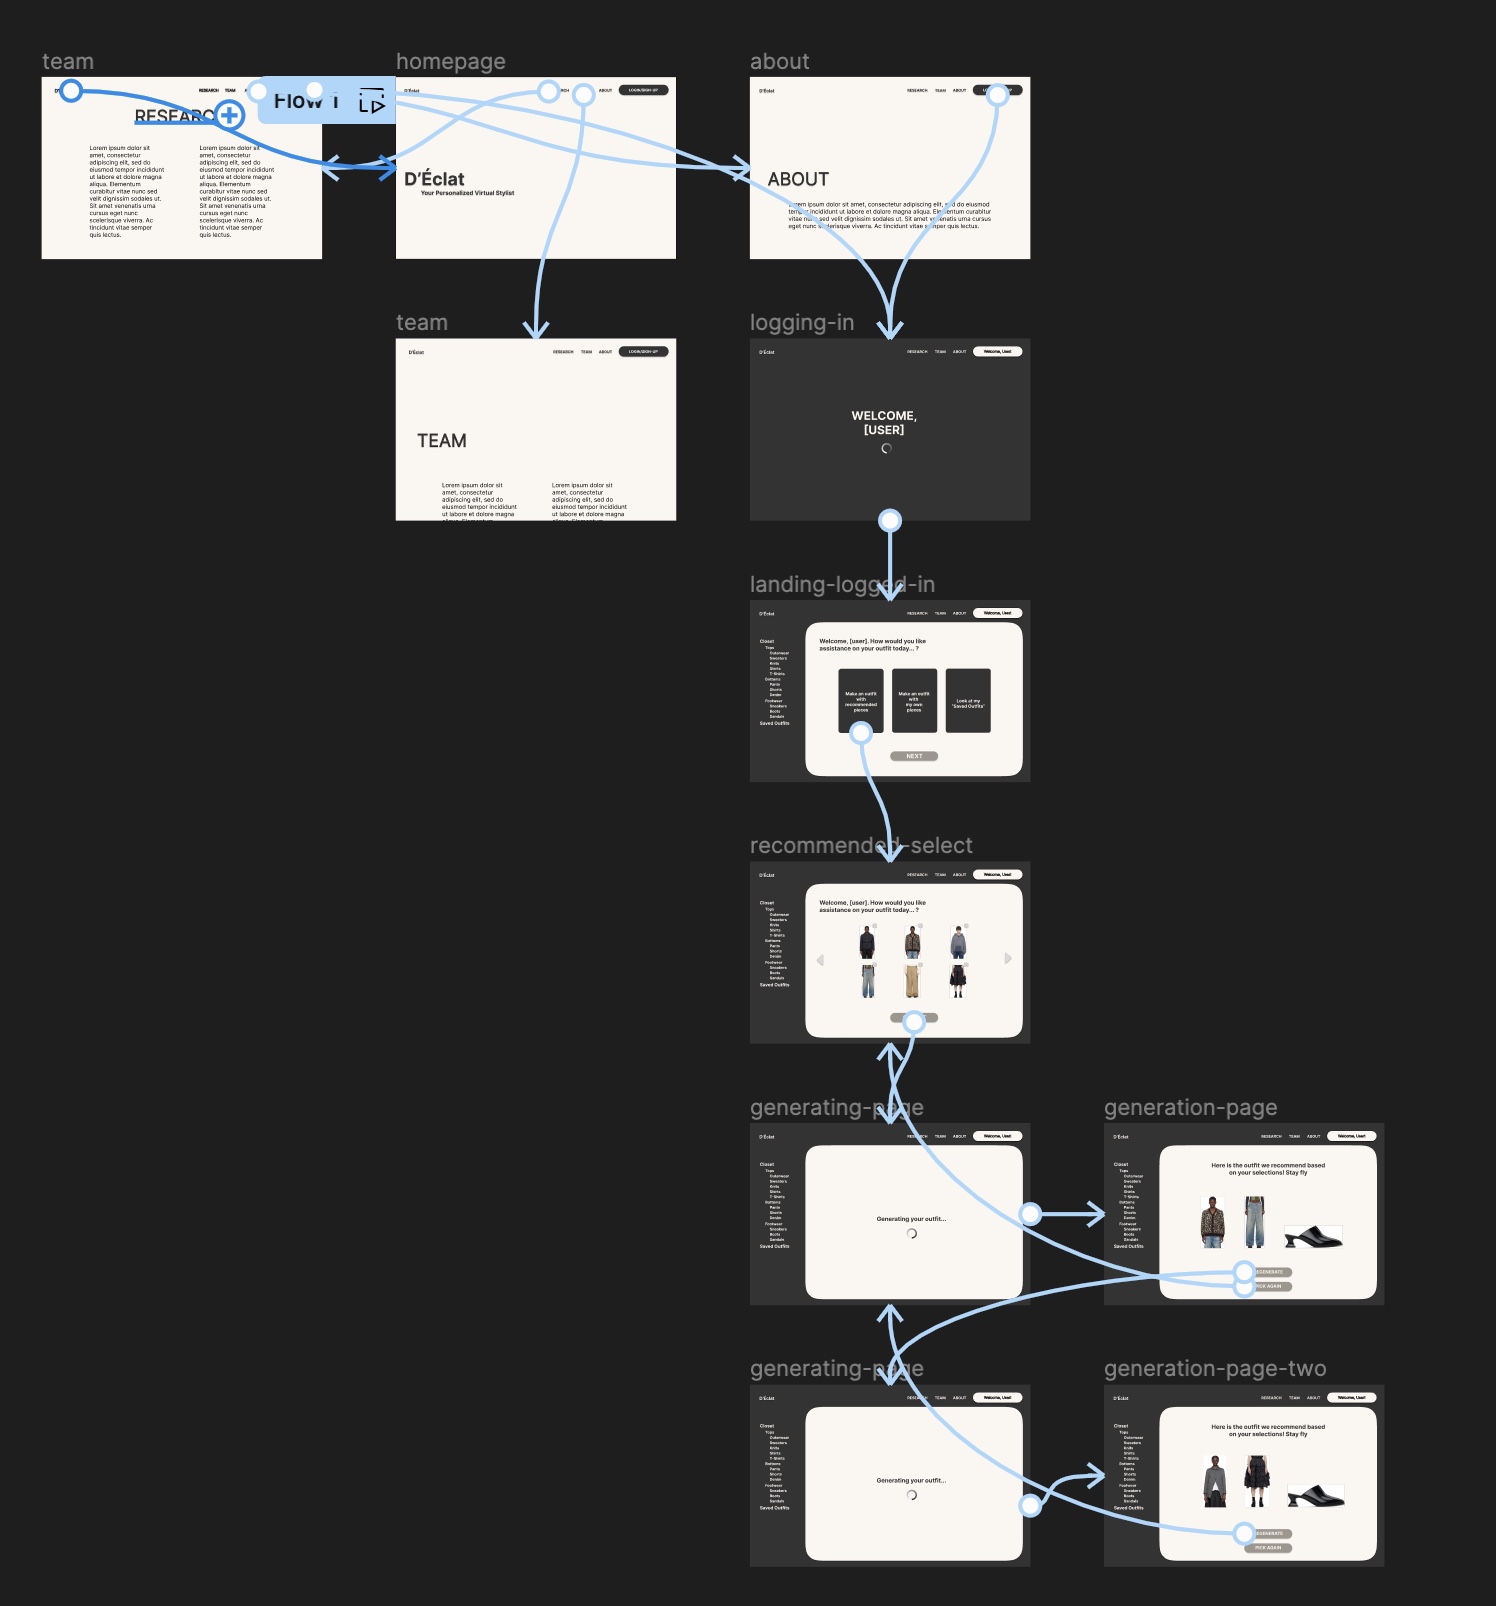 team
homepage
about
RESEARCH TEAM
Flow 1
RESEARC
Lorem ipsum dolor sit
amet, consectetur
adipiscing elit, sed do
eiusmod tempor incididunt
ut labore et dolore magna
aliqua. Elementum
curabitur vitae nunc sed
velit dignissim sodales ut.
Sit amet venenatis urna
cursus eget nunc
scelerisque viverra. Ac
tincidunt vitae semper
quis lectus.
Lorem ipsum dolor sit
amet, consectetur
adipiscing elit, sed do
eiusmod tempor incididunt
ut labore et dolore magna
aliqua. Elementum
curabitur vitae nunc sed
velit dignissim sodales ut.
Sit amet venenatis urna
cursus eget nunc
scelerisque viverra. Ac
tincidunt vitae semper
quis lectus.
D'Éclat
ABOUT
LOGIN/SIGN-UP
D'Éclat
Your Personalized Virtual Stylist
D'Éclat
RESEARCH TEAM ABOUT
ABOUT
Lorem ipsum dolor sit amet, consectetur adipiscing elit, sed do eiusmod
tempor incididunt ut labore et dolore magna aliqua. Elementum curabitur
vitae nunc sed velit dignissim sodales ut. Sit amet venenatis urna cursus
eget nunc scelerisque viverra. Ac tincidunt vitae semper quis lectus.
team
D'Éclat
RESEARCH TEAM ABOUT LOGIN/SIGN-UP
TEAM
Lorem ipsum dolor sit
amet, consectetur
adipiscing elit, sed do
eiusmod tempor incididunt
ut labore et dolore magna
aliqua. Elementum
Lorem ipsum dolor sit
amet, consectetur
adipiscing elit, sed do
eiusmod tempor incididunt
ut labore et dolore magna
aliqua. Elementum
logging-in
D'Éclat
RESEARCH TEAM ABOUT Welcome, User!
WELCOME,
[USER]
landing-logged-in
D'Éclat
RESEARCH TEAM ABOUT Welcome, User!
Closet
Tops
Outerwear
Sweaters
Knits
Shirts
T-Shirts
Bottoms
Pants
Shorts
Denim
Footwear
Sneakers
Boots
Sandals
Saved Outfits
Welcome, [user]. How would you like
assistance on your outfit today... ?
Make an outfit
with
recommended
pieces
Make an outfit
with
my own
pieces
Look at my
"Saved Outfits"
NEXT
recommended-select
D'Éclat
RESEARCH TEAM ABOUT Welcome, User!
Closet
Tops
Outerwear
Sweaters
Knits
Shirts
T-Shirts
Bottoms
Pants
Shorts
Denim
Footwear
Sneakers
Boots
Sandals
Saved Outfits
Welcome, [user]. How would you like
assistance on your outfit today... ?
generating-page
D'Éclat
RESEARCH TEAM ABOUT Welcome, User!
Closet
Tops
Outerwear
Sweaters
Knits
Shirts
T-Shirts
Bottoms
Pants
Shorts
Denim
Footwear
Sneakers
Boots
Sandals
Saved Outfits
Generating your outfit...
generation-page
D'Éclat
RESEARCH TEAM ABOUT Welcome, User!
Closet
Tops
Outerwear
Sweaters
Knits
Shirts
T-Shirts
Bottoms
Pants
Shorts
Denim
Footwear
Sneakers
Boots
Sandals
Saved Outfits
Here is the outfit we recommend based
on your selections! Stay fly
EGENERATE
PICK AGAIN
generating-page
D'Éclat
RESEARCH TEAM ABOUT Welcome, User!
Closet
Tops
Outerwear
Sweaters
Knits
Shirts
T-Shirts
Bottoms
Pants
Shorts
Denim
Footwear
Sneakers
Boots
Sandals
Saved Outfits
Generating your outfit...
generation-page-two
D'Éclat
RESEARCH TEAM ABOUT Welcome, User!
Closet
Tops
Outerwear
Sweaters
Knits
Shirts
T-Shirts
Bottoms
Pants
Shorts
Denim
Footwear
Sneakers
Boots
Sandals
Saved Outfits
Here is the outfit we recommend based
on your selections! Stay fly
EGENERATE
PICK AGAIN